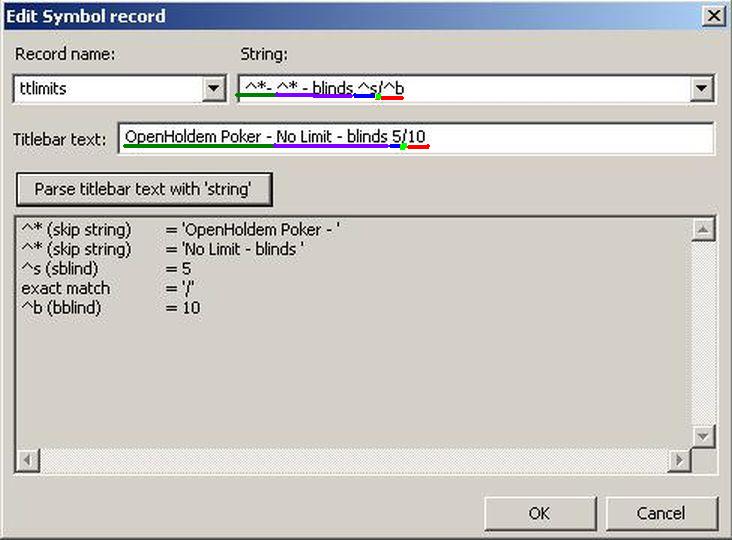 Edit Symbol record
Record name: String:
ttlimits ^*- ^* - blinds ^s/^b
Titlebar text: OpenHoldem Poker - No Limit - blinds 5/10
Parse titlebar text with 'string'
^* (skip string) = 'OpenHoldem Poker - '
^* (skip string) = 'No Limit - blinds '
^s (sblind) = 5
exact match = '/'
^b (bblind) = 10
OK Cancel